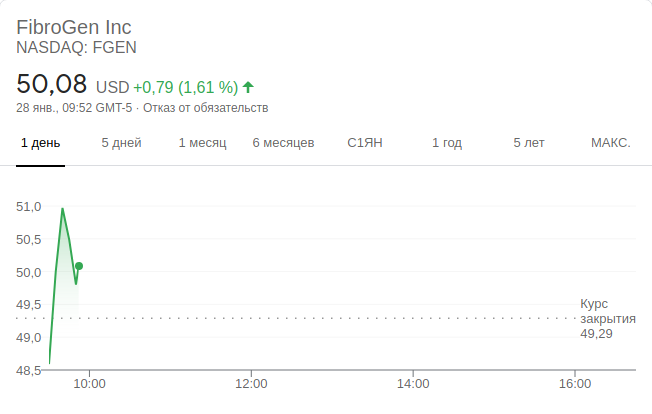 FibroGen Inc
NASDAQ: FGEN
50,08 USD +0,79 (1,61 %)
28 янв., 09:52 GMT-5 · Отказ от обязательств
1 день 5 дней 1 месяц 6 месяцев С1ЯН 1 год 5 лет МАКС.
51,0
50,5
50,0
49,5
49,0
48,5
Курс
закрытия
49,29
10:00 12:00 14:00 16:00